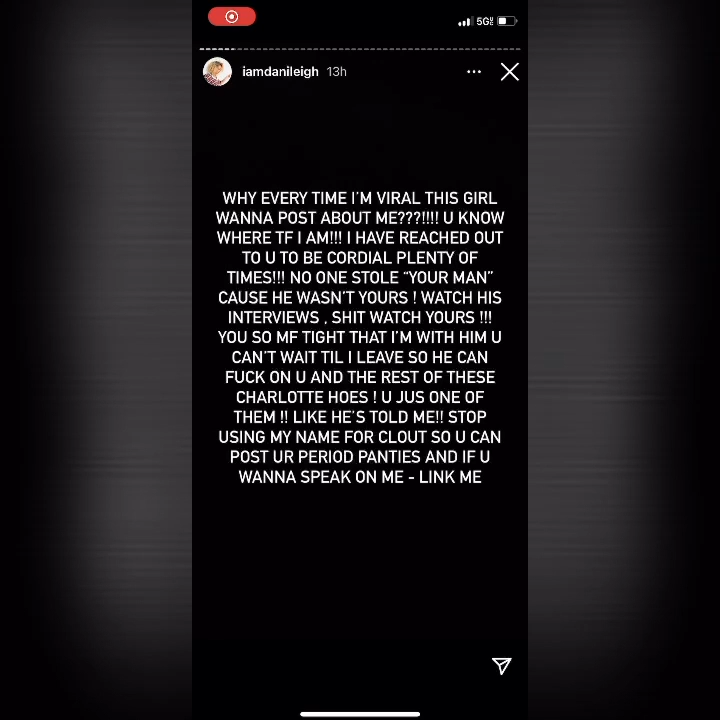 5GE
iamdanileigh 13h
WHY EVERY TIME I'M VIRAL THIS GIRL
WANNA POST ABOUT ME???!!!! U KNOW
WHERE TF I AM!!! I HAVE REACHED OUT
TO U TO BE CORDIAL PLENTY OF
TIMES!!! NO ONE STOLE "YOUR MAN"
CAUSE HE WASN'T YOURS ! WATCH HIS
INTERVIEWS , SHIT WATCH YOURS !!!
YOU SO MF TIGHT THAT I'M WITH HIM U
CAN'T WAIT TIL I LEAVE SO HE CAN
FUCK ON U AND THE REST OF THESE
CHARLOTTE HOES ! U JUS ONE OF
THEM !! LIKE HE'S TOLD ME!! STOP
USING MY NAME FOR CLOUT SO U CAN
POST UR PERIOD PANTIES AND IF U
WANNA SPEAK ON ME - LINK ME